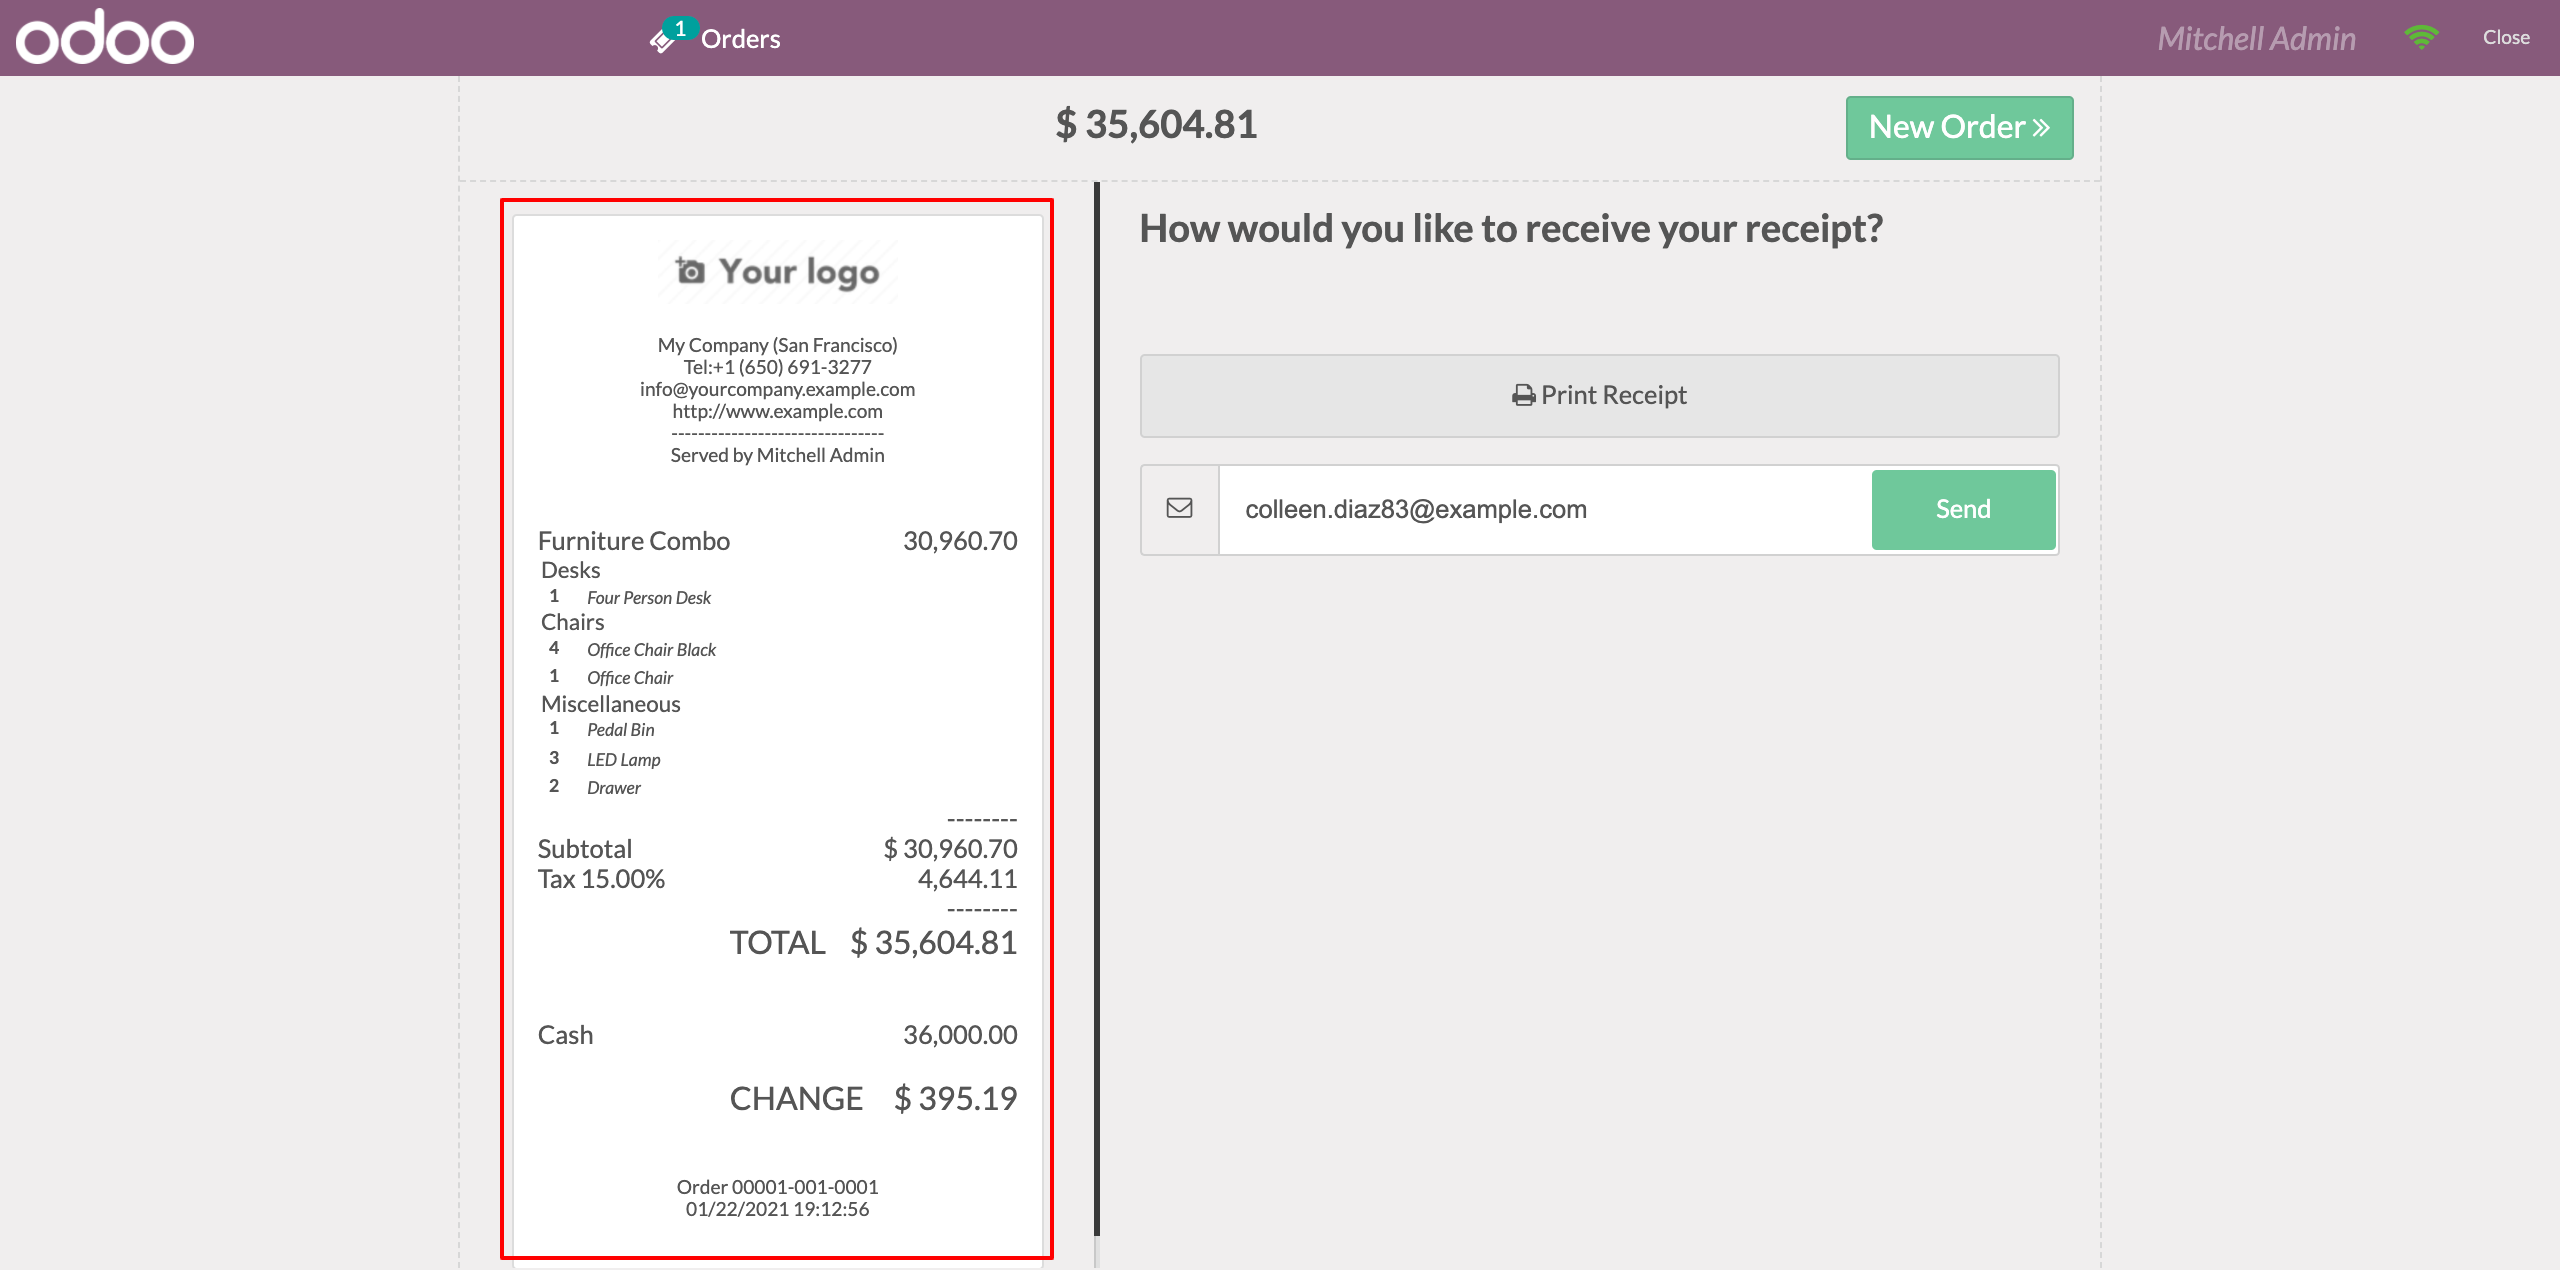 odoo
1 Orders
Mitchell Admin
Close
$ 35,604.81
New Order »
Your logo
My Company (San Francisco)
Tel:+1 (650) 691-3277
info@yourcompany.example.com
http://www.example.com
--------------------------------
Served by Mitchell Admin
Furniture Combo 30,960.70
Desks
1 Four Person Desk
Chairs
4 Office Chair Black
1 Office Chair
Miscellaneous
1 Pedal Bin
3 LED Lamp
2 Drawer
--------
Subtotal $ 30,960.70
Tax 15.00% 4,644.11
--------
TOTAL $ 35,604.81
Cash 36,000.00
CHANGE $ 395.19
Order 00001-001-0001
01/22/2021 19:12:56
How would you like to receive your receipt?
Print Receipt
colleen.diaz83@example.com
Send